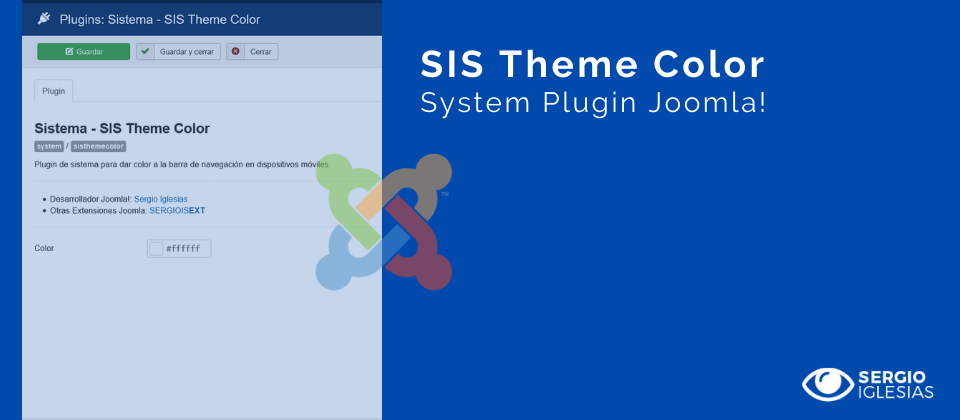 Plugins: Sistema - SIS Theme Color
Guardar
Guardar y cerrar
Cerrar
Plugin
Sistema - SIS Theme Color
system / sisthemecolor
Plugin de sistema para dar color a la barra de navegación en dispositivos móviles.
Desarrollador Joomla!: Sergio Iglesias
Otras Extensiones Joomla: SERGIOISEXT
Color
#ffffff
SIS Theme Color
System Plugin Joomla!
TM
SERGIO
IGLESIAS